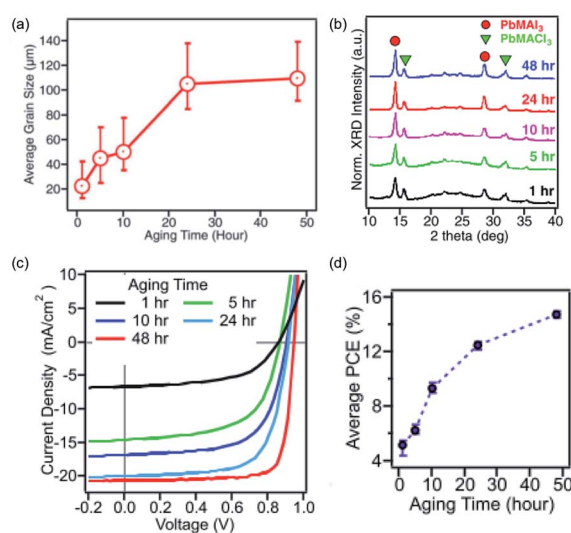 (a)
Average Grain Size (µm)
140
120
100
80
60
40
20
0
0 10 20 30 40 50
Aging Time (Hour)
(b)
PbMAI₃
PbMACl₃
Norm. XRD Intensity (a.u.)
48 hr
24 hr
10 hr
5 hr
1 hr
10 15 20 25 30 35 40
2 theta (deg)
(c)
Current Density (mA/cm²)
10
5
0
-5
-10
-15
-20
Aging Time
1 hr 5 hr
10 hr 24 hr
48 hr
-0.2 0.0 0.2 0.4 0.6 0.8 1.0
Voltage (V)
(d)
Average PCE (%)
16
12
8
4
0 10 20 30 40 50
Aging Time (hour)